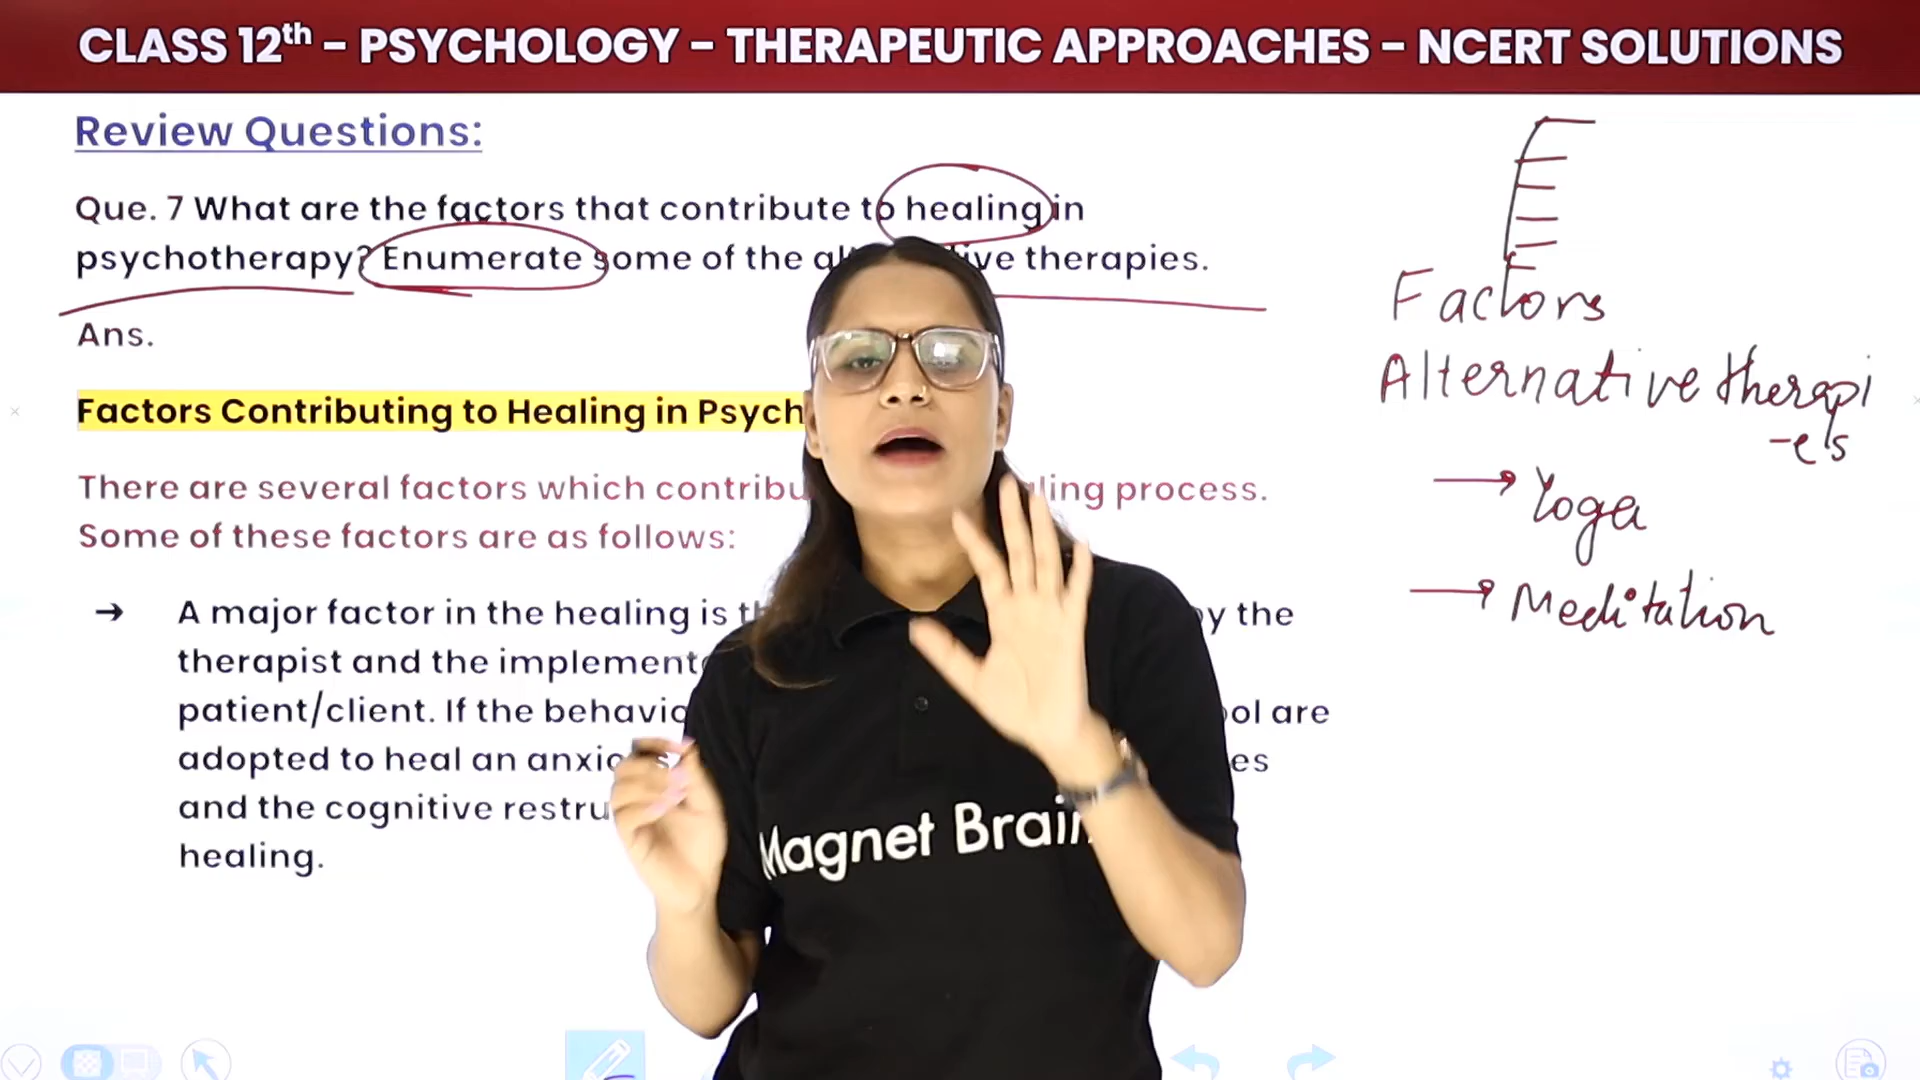 CLASS 12th - PSYCHOLOGY - THERAPEUTIC APPROACHES - NCERT SOLUTIONS
Review Questions:
Que. 7 What are the factors that contribute to healing in
psychotherapy? Enumerate some of the al ive therapies.
Ans.
Factors Contributing to Healing in Psych
There are several factors which contribu ling process.
Some of these factors are as follows:
→ A major factor in the healing is t y the
therapist and the implement
patient/client. If the behavio ol are
adopted to heal an anxio es
and the cognitive restru
healing.
Factors
Alternative therapi
-es
→ Yoga
→ Meditation
Magnet Brain